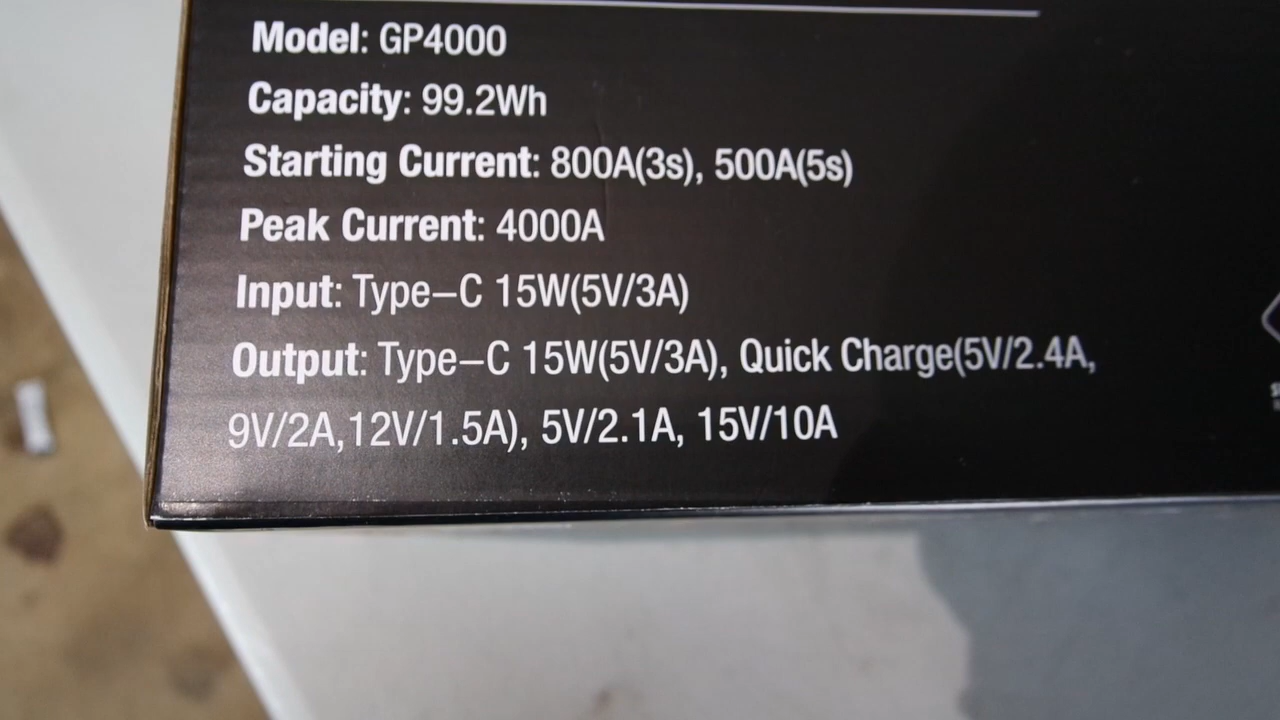 Model: GP4000
Capacity: 99.2Wh
Starting Current: 800A(3s), 500A(5s)
Peak Current: 4000A
Input: Type–C 15W(5V/3A)
Output: Type–C 15W(5V/3A), Quick Charge(5V/2.4A,
9V/2A,12V/1.5A), 5V/2.1A, 15V/10A